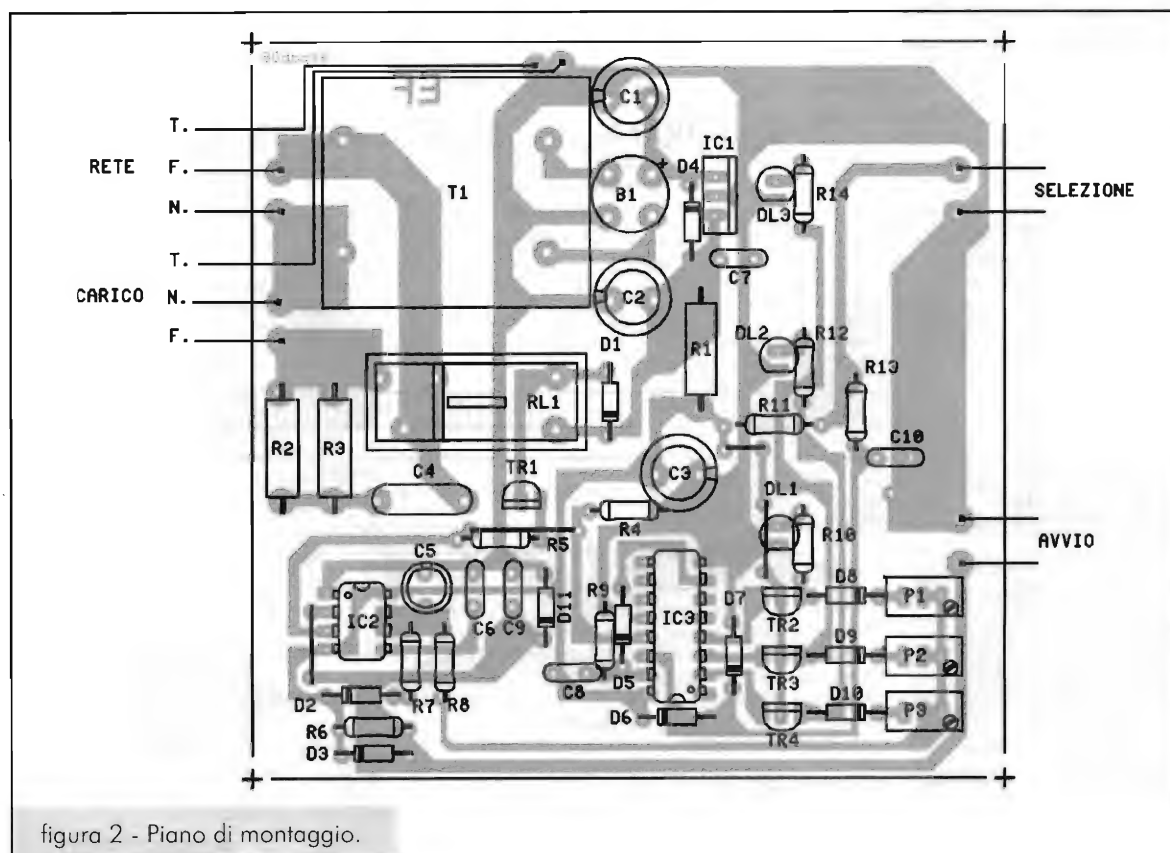 EF
C1
T.
IC1
RETE F.
D4
T1
B1
+
R14
SELEZIONE
DL3
N.
T.
C7
CARICO N.
C2
F.
D1
R1
DL2
R12
R13
RL1
R11
R2
R3
C4
TR1
C3
C10
DL1
R4
R5
R10
AVVIO
C5
IC2
C6
C9
D11
R9
IC3
D7
D8
P1
TR2
D9
P2
D5
TR3
C8
D2
R7
R8
D10
P3
D6
R6
TR4
D3
figura 2 - Piano di montaggio.